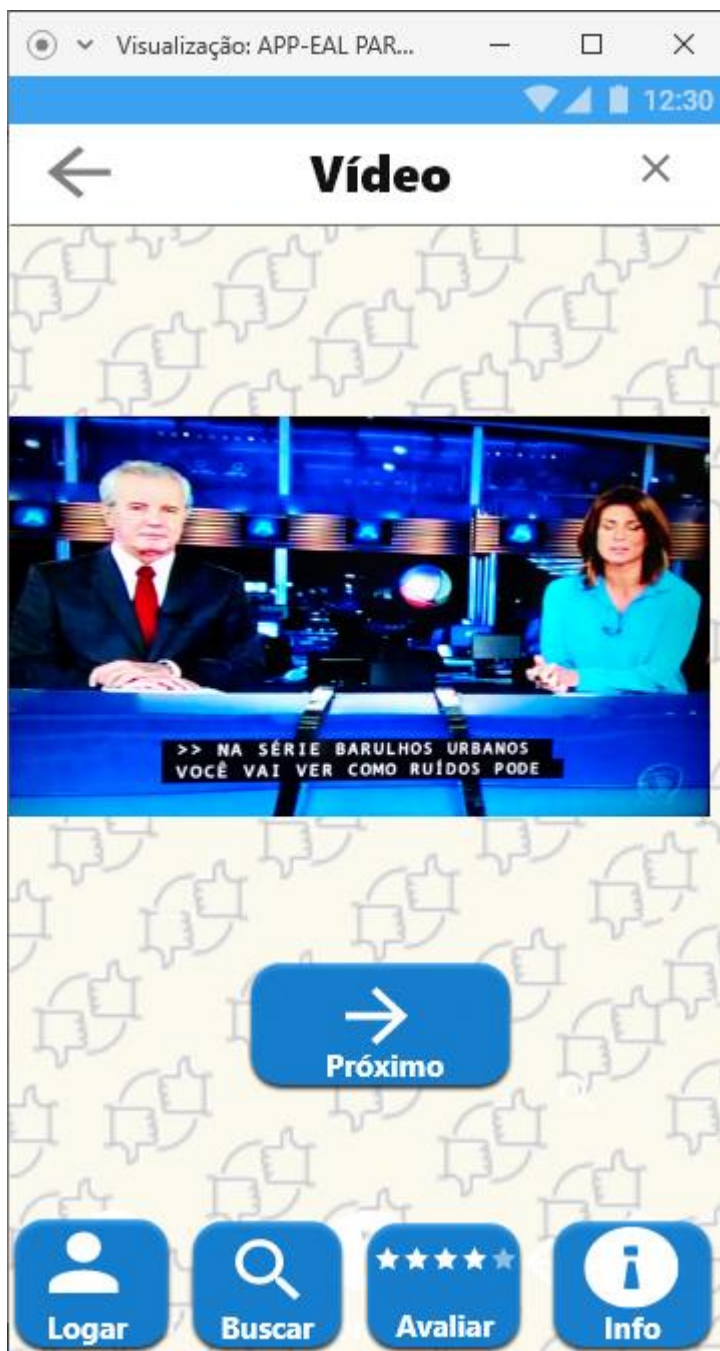 Visualização: APP-EAL PAR...
12:30
Vídeo
>> NA SÉRIE BARULHOS URBANOS
VOCÊ VAI VER COMO RUÍDOS PODE
Próximo
Logar
Buscar
Avaliar
Info